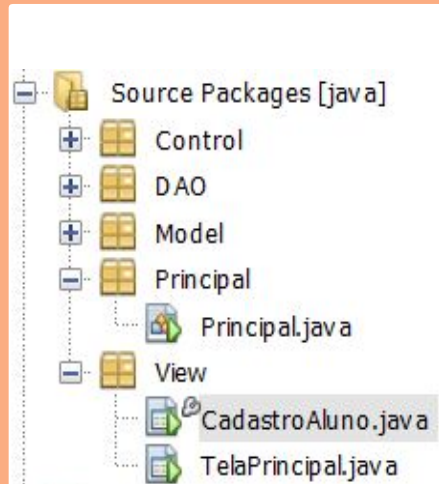 Source Packages [java]
Control
DAO
Model
Principal
Principal.java
View
CadastroAluno.java
TelaPrincipal.java